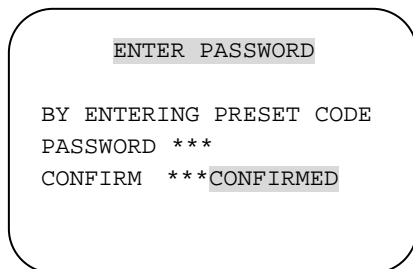 ENTER PASSWORD
BY ENTERING PRESET CODE
PASSWORD ***
CONFIRM ***CONFIRMED